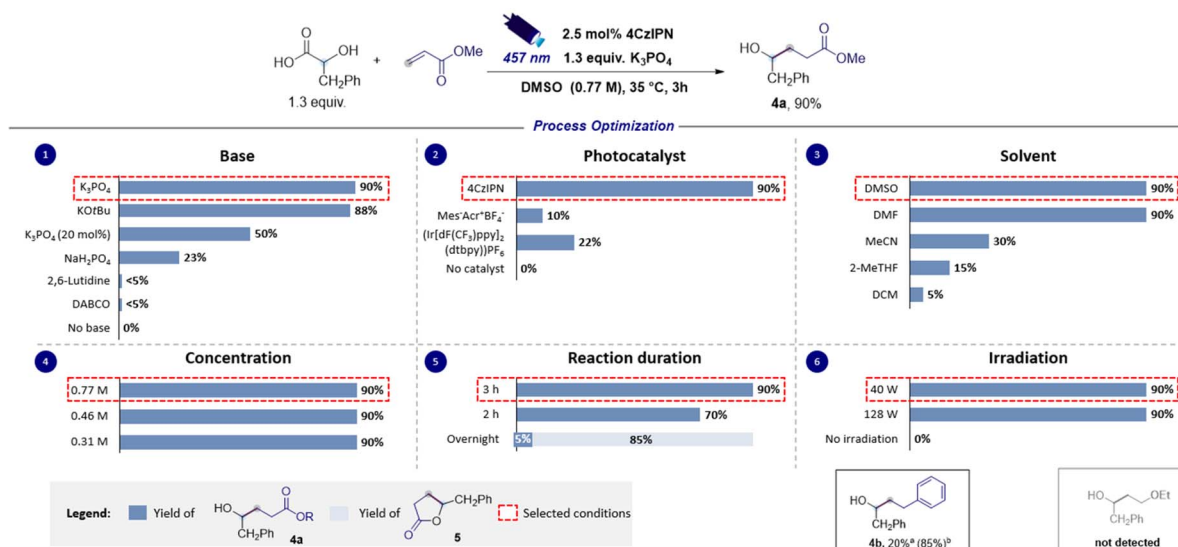 HO
O
OH
CH₂Ph
1.3 equiv.
+
O
O
Me
457 nm
2.5 mol% 4CzIPN
1.3 equiv. K₃PO₄
DMSO (0.77 M), 35 °C, 3h
HO
O
O
Me
CH₂Ph
4a, 90%
Process Optimization
1
Base
K₃PO₄ 90%
KOtBu 88%
K₃PO₄ (20 mol%) 50%
NaH₂PO₄ 23%
2,6-Lutidine <5%
DABCO <5%
No base 0%
2
Photocatalyst
4CzIPN 90%
Mes-Acr⁺BF₄⁻ 10%
(Ir[dF(CF₃)ppy]₂
(dtbpy))PF₆ 22%
No catalyst 0%
3
Solvent
DMSO 90%
DMF 90%
MeCN 30%
2-MeTHF 15%
DCM 5%
4
Concentration
0.77 M 90%
0.46 M 90%
0.31 M 90%
5
Reaction duration
3 h 90%
2 h 70%
Overnight 5% 85%
6
Irradiation
40 W 90%
128 W 90%
No irradiation 0%
Legend:
Yield of
HO
O
OR
CH₂Ph
4a
Yield of
CH₂Ph
O
O
5
Selected conditions
HO
CH₂Ph
4b, 20%ᵃ (85%)ᵇ
HO
OEt
CH₂Ph
not detected